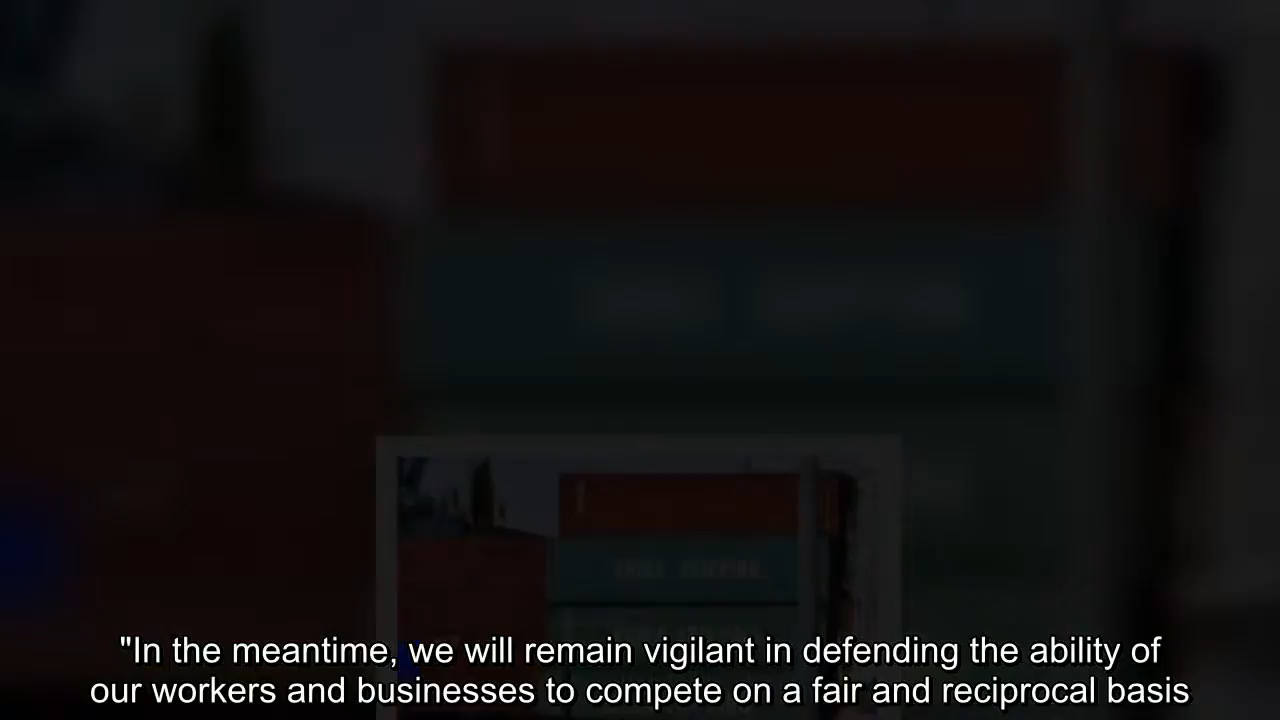 "In the meantime, we will remain vigilant in defending the ability of
our workers and businesses to compete on a fair and reciprocal basis